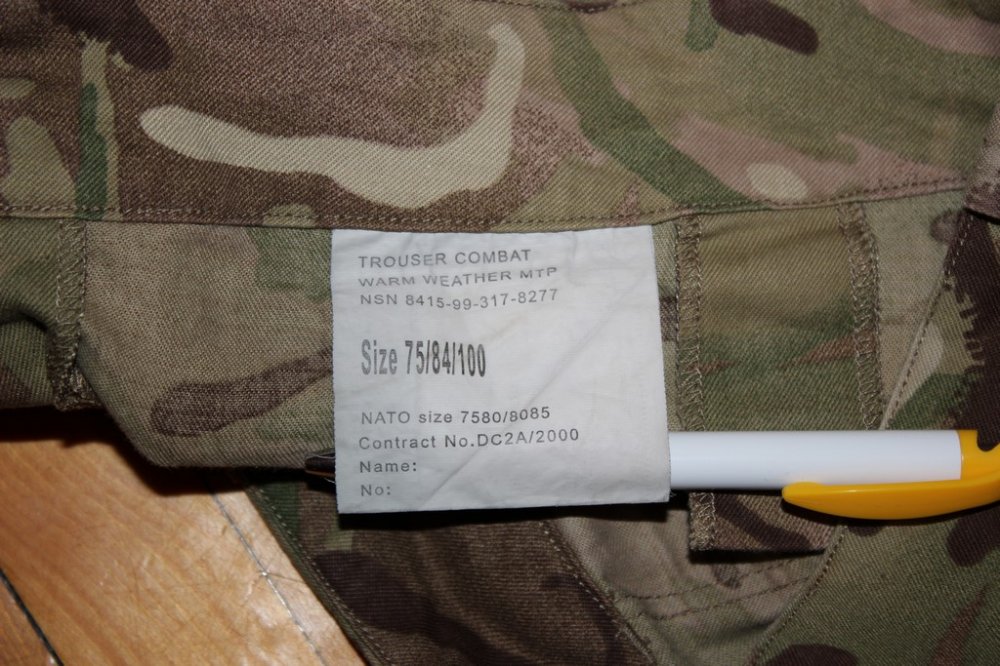 TROUSER COMBAT
WARM WEATHER MTP
NSN 8415-99-317-8277
Size 75/84/100
NATO size 7580/8085
Contract No.DC2A/2000
Name:
No: